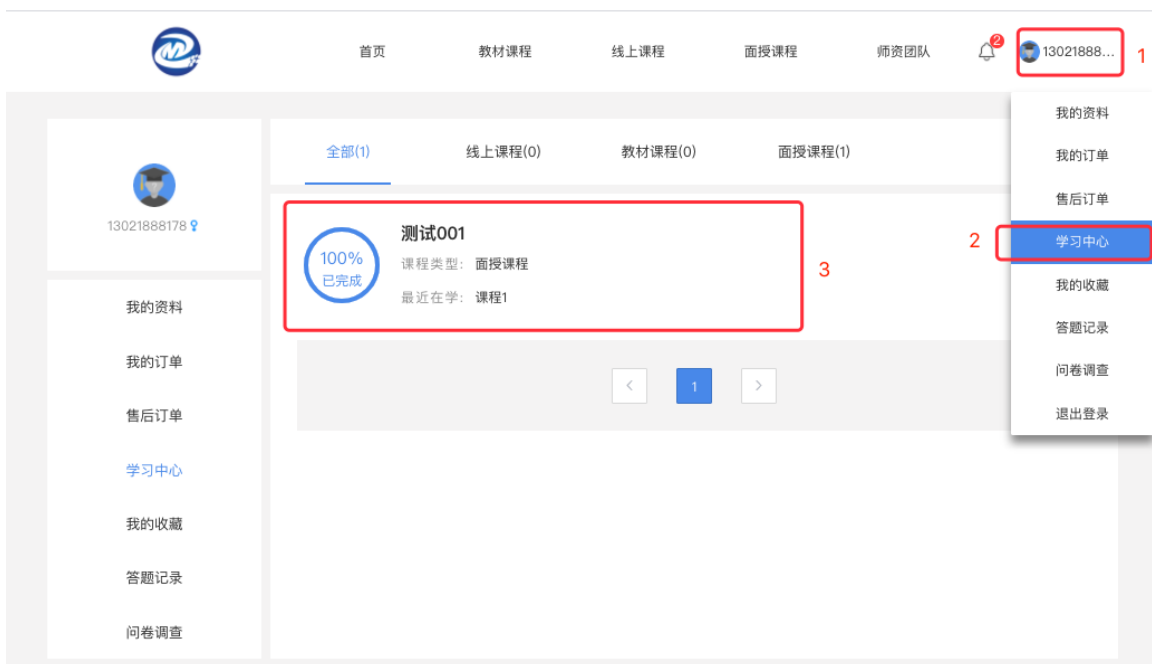 首页
教材课程
线上课程
面授课程
师资团队
2
13021888...
1
我的资料
我的订单
售后订单
2
学习中心
我的收藏
答题记录
问卷调查
退出登录
13021888178
我的资料
我的订单
售后订单
学习中心
我的收藏
答题记录
问卷调查
全部(1)
线上课程(0)
教材课程(0)
面授课程(1)
100%
已完成
测试001
课程类型: 面授课程
最近在学: 课程1
3
<
1
>